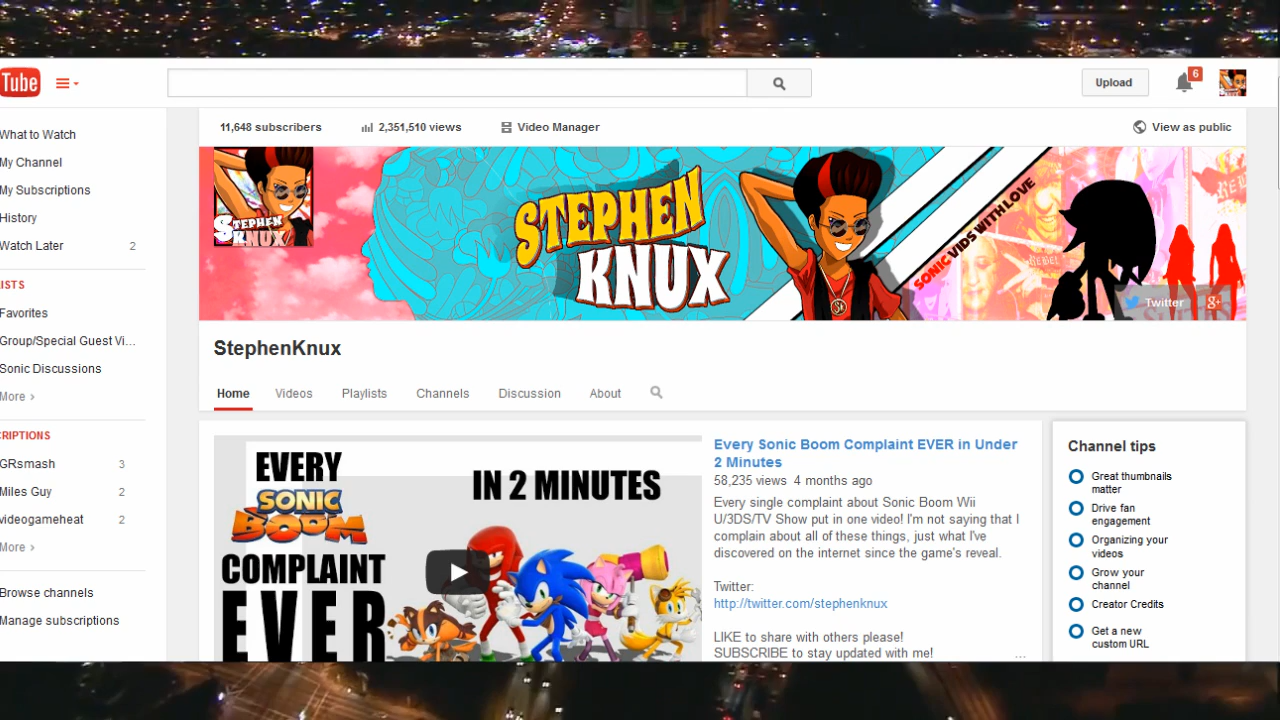 Tube
Upload
6
11,648 subscribers
2,351,510 views
Video Manager
View as public
What to Watch
My Channel
My Subscriptions
History
Watch Later 2
ISTS
Favorites
Group/Special Guest Vi...
Sonic Discussions
More ›
CRIPTIONS
GRsmash 3
Miles Guy 2
videogameheat 2
More ›
Browse channels
Manage subscriptions
STEPHEN
KNUX
STEPHEN
KNUX
SONIC VIDS WITH LOVE
REBEL
Twitter
g+
StephenKnux
Home Videos Playlists Channels Discussion About
EVERY
SONIC
BOOM
COMPLAINT
EVER
IN 2 MINUTES
Every Sonic Boom Complaint EVER in Under
2 Minutes
58,235 views 4 months ago
Every single complaint about Sonic Boom Wii
U/3DS/TV Show put in one video! I'm not saying that I
complain about all of these things, just what I've
discovered on the internet since the game's reveal.
Twitter:
http://twitter.com/stephenknux
LIKE to share with others please!
SUBSCRIBE to stay updated with me!
...
Channel tips
Great thumbnails
matter
Drive fan
engagement
Organizing your
videos
Grow your
channel
Creator Credits
Get a new
custom URL